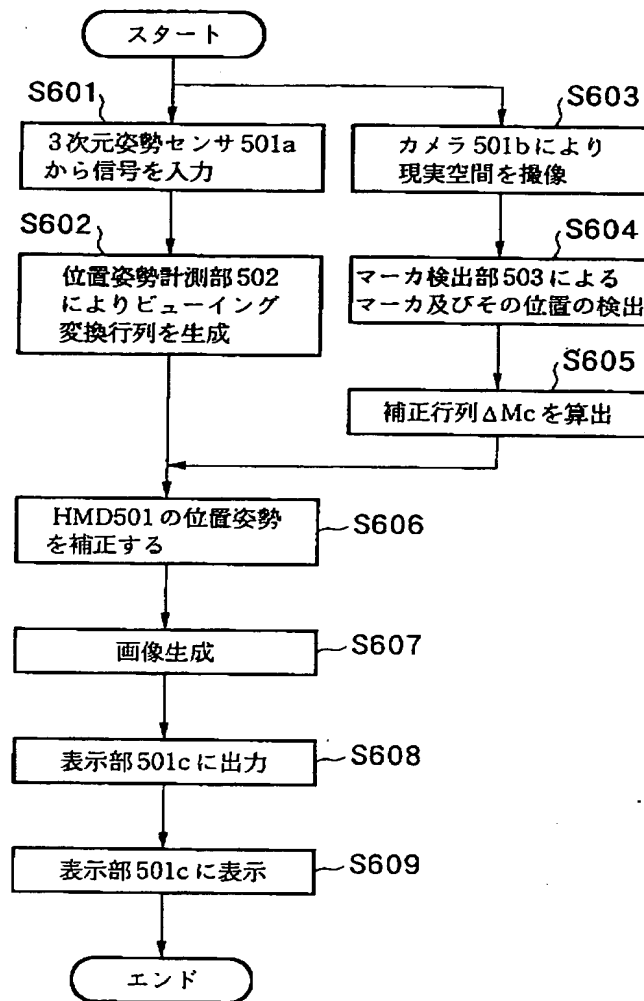 スタート
S601
3次元姿勢センサ501a
から信号を入力
S603
カメラ501bにより
現実空間を撮像
S602
位置姿勢計測部502
によりビューイング
変換行列を生成
S604
マーカ検出部503による
マーカ及びその位置の検出
S605
補正行列ΔMcを算出
HMD501の位置姿勢
を補正する
S606
画像生成
S607
表示部501cに出力
S608
表示部501cに表示
S609
エンド